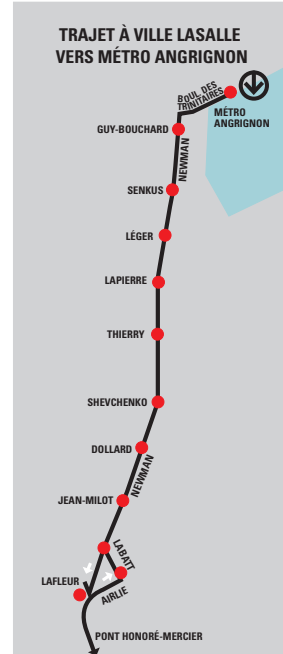 TRAJET À VILLE LASALLE
VERS MÉTRO ANGRIGNON
BOUL. DES
TRINITAIRES
MÉTRO
ANGRIGNON
GUY-BOUCHARD
NEWMAN
SENKUS
LÉGER
LAPIERRE
THIERRY
SHEVCHENKO
DOLLARD
NEWMAN
JEAN-MILOT
LABATT
LAFLEUR
AIRLIE
PONT HONORÉ-MERCIER